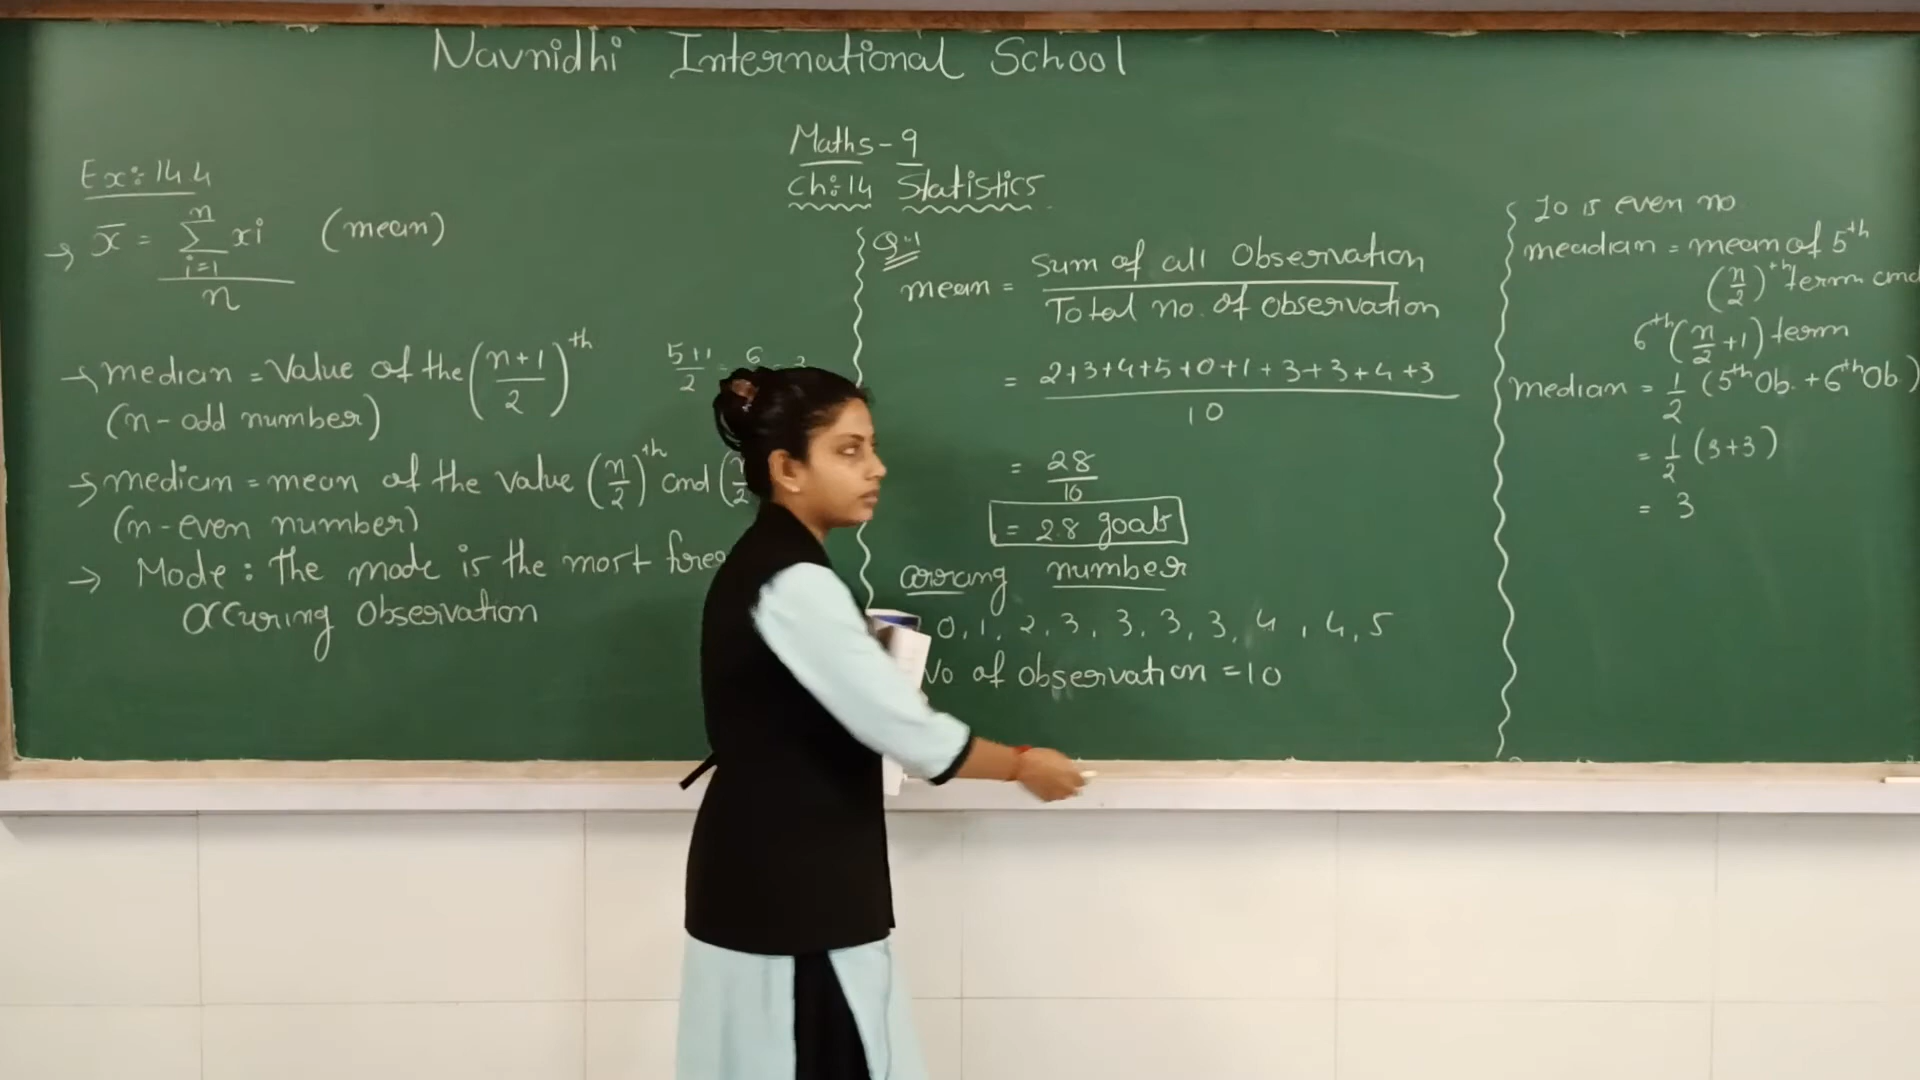 Navnidhi International School
Maths - 9
Ch:14 Statistics
Ex:14.4
→ x̄ = ∑ xi (mean)
n
i=1
n
→ median = Value of the (n+1/2)th
(n - odd number)
5+1/2 = 6
→ median = mean of the value (n/2)th and
(n - even number)
→ Mode: the mode is the most
occuring observation
Q-1
mean = Sum of all Observation
Total no. of observation
= 2+3+4+5+0+1+3+3+4+3
10
= 28
10
= 2.8 goals
arrang number
0, 1, 2, 3, 3, 3, 3, 4, 4, 5
No of observation = 10
10 is even no
meadian = mean of 5th
(n/2)th term and
6th (n/2 +1) term
median = 1/2 (5th Ob. + 6th Ob.)
= 1/2 (3+3)
= 3